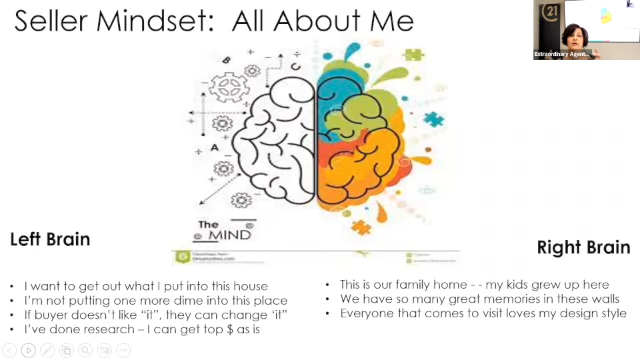 Seller Mindset: All About Me
21
Extraordinary Agent...
B
C
A
The
MIND
Left Brain
Right Brain
• I want to get out what I put into this house
• I'm not putting one more dime into this place
• If buyer doesn't like "it", they can change 'it"
• I've done research – I can get top $ as is
• This is our family home - - my kids grew up here
• We have so many great memories in these walls
• Everyone that comes to visit loves my design style